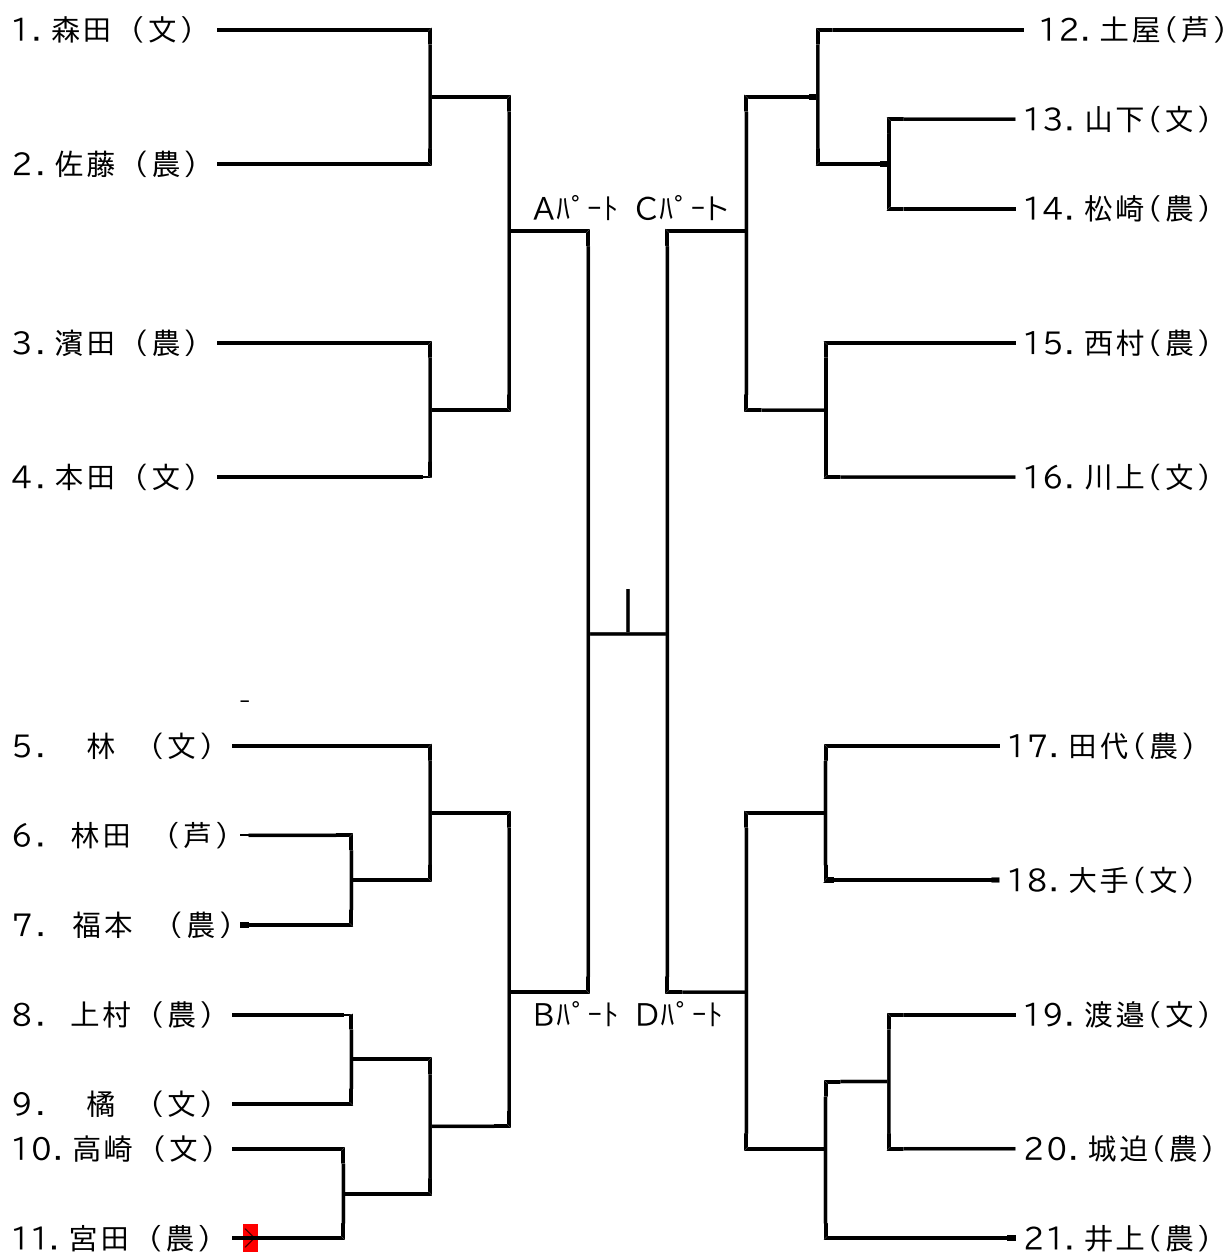 1. 森田 （文）
2. 佐藤 （農）
3. 濱田 （農）
4. 本田 （文）
5. 林 （文）
6. 林田 （芦）
7. 福本 （農）
8. 上村 （農）
9. 橘 （文）
10. 高崎 （文）
11. 宮田 （農）
Aﾊﾟｰﾄ
Cﾊﾟｰﾄ
Bﾊﾟｰﾄ
Dﾊﾟｰﾄ
12. 土屋（芦）
13. 山下（文）
14. 松崎（農）
15. 西村（農）
16. 川上（文）
17. 田代（農）
18. 大手（文）
19. 渡邉（文）
20. 城迫（農）
21. 井上（農）